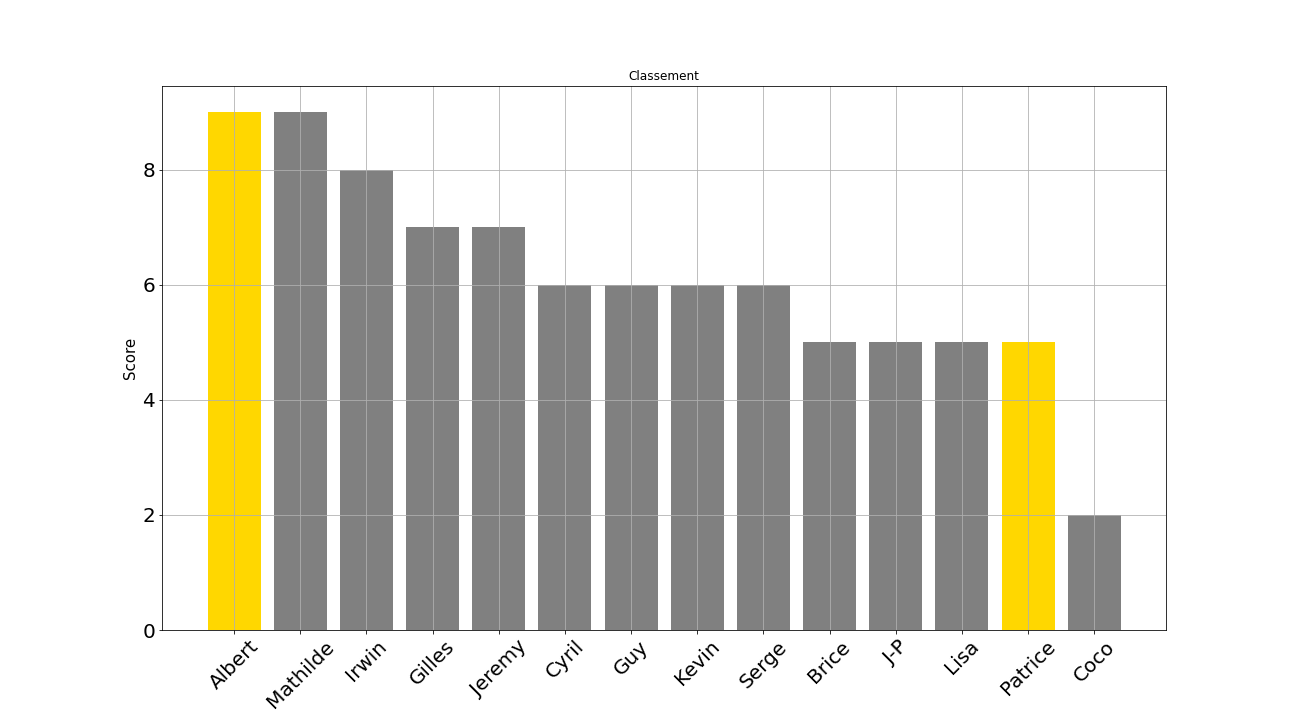 Classement
Score
8
6
4
2
0
Albert
Mathilde
Irwin
Gilles
Jeremy
Cyril
Guy
Kevin
Serge
Brice
J-P
Lisa
Patrice
Coco